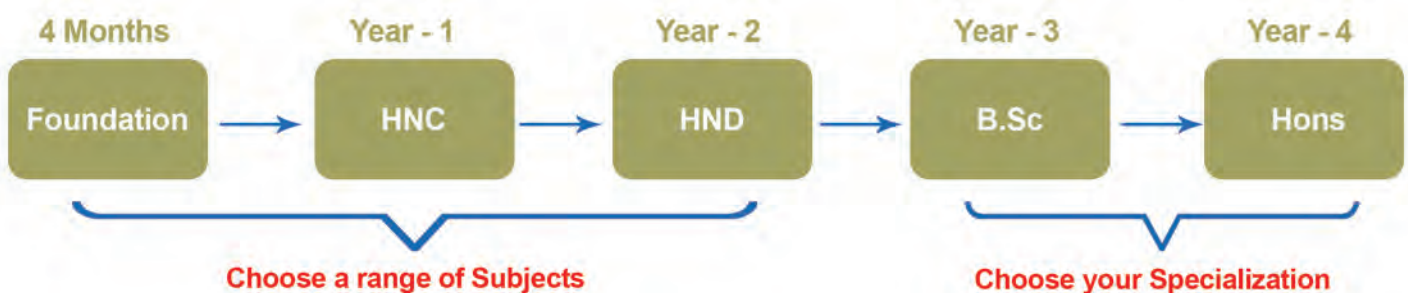 4 Months
Year - 1
Year - 2
Year - 3
Year - 4
Foundation
HNC
HND
B.Sc
Hons
Choose a range of Subjects
Choose your Specialization